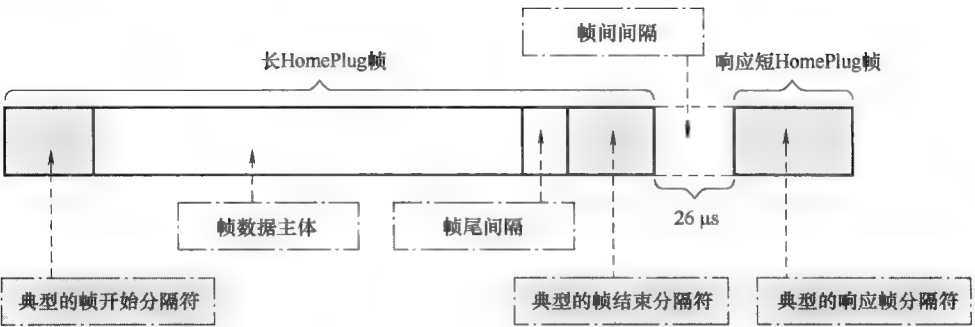 帧间间隔
长HomePlug帧
响应短HomePlug帧
帧数据主体
帧尾间隔
26 μs
典型的帧开始分隔符
典型的帧结束分隔符
典型的响应帧分隔符